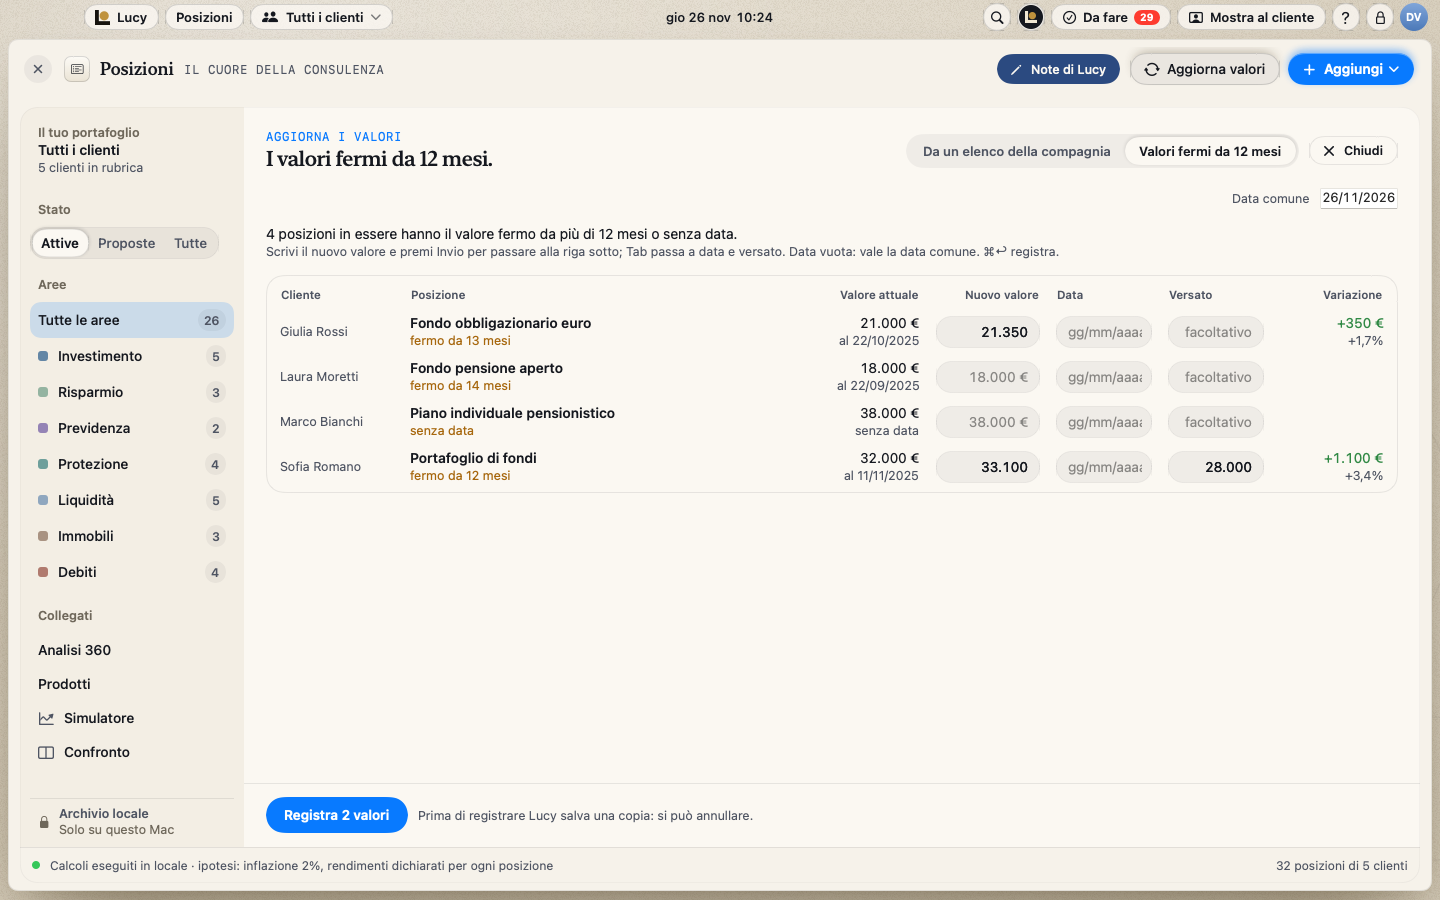 Lucy
Posizioni
Tutti i clienti
gio 26 nov 10:24
Da fare 29
Mostra al cliente
?
DV
Posizioni IL CUORE DELLA CONSULENZA
Note di Lucy
Aggiorna valori
+ Aggiungi
Il tuo portafoglio
Tutti i clienti
5 clienti in rubrica
Stato
Attive Proposte Tutte
Aree
Tutte le aree 26
Investimento 5
Risparmio 3
Previdenza 2
Protezione 4
Liquidità 5
Immobili 3
Debiti 4
Collegati
Analisi 360
Prodotti
Simulatore
Confronto
Archivio locale
Solo su questo Mac
AGGIORNA I VALORI
I valori fermi da 12 mesi.
Da un elenco della compagnia
Valori fermi da 12 mesi
Chiudi
Data comune 26/11/2026
4 posizioni in essere hanno il valore fermo da più di 12 mesi o senza data.
Scrivi il nuovo valore e premi Invio per passare alla riga sotto; Tab passa a data e versato. Data vuota: vale la data comune. ⌘↩ registra.
Cliente Posizione Valore attuale Nuovo valore Data Versato Variazione
Giulia Rossi Fondo obbligazionario euro 21.000 € 21.350 gg/mm/aaaa facoltativo +350 €
fermo da 13 mesi al 22/10/2025 +1,7%
Laura Moretti Fondo pensione aperto 18.000 € 18.000 € gg/mm/aaaa facoltativo
fermo da 14 mesi al 22/09/2025
Marco Bianchi Piano individuale pensionistico 38.000 € 38.000 € gg/mm/aaaa facoltativo
senza data senza data
Sofia Romano Portafoglio di fondi 32.000 € 33.100 gg/mm/aaaa 28.000 +1.100 €
fermo da 12 mesi al 11/11/2025 +3,4%
Registra 2 valori
Prima di registrare Lucy salva una copia: si può annullare.
Calcoli eseguiti in locale · ipotesi: inflazione 2%, rendimenti dichiarati per ogni posizione
32 posizioni di 5 clienti